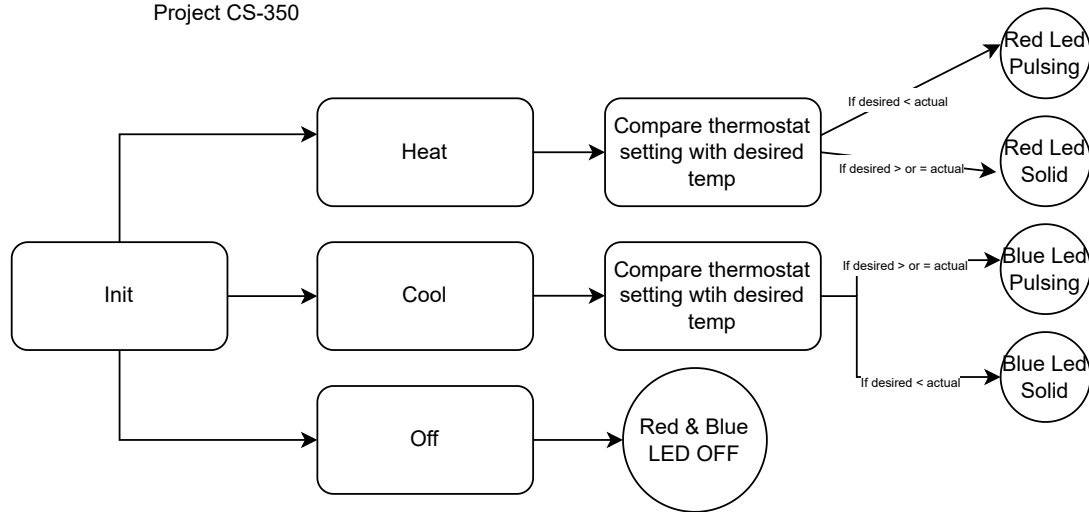 Project CS-350
Red Led
Pulsing
If desired < actual
Heat
Compare thermostat
setting with desired
temp
If desired > or = actual
Red Led
Solid
Init
Cool
Compare thermostat
setting wtih desired
temp
If desired > or = actual
Blue Led
Pulsing
If desired < actual
Blue Led
Solid
Off
Red & Blue
LED OFF